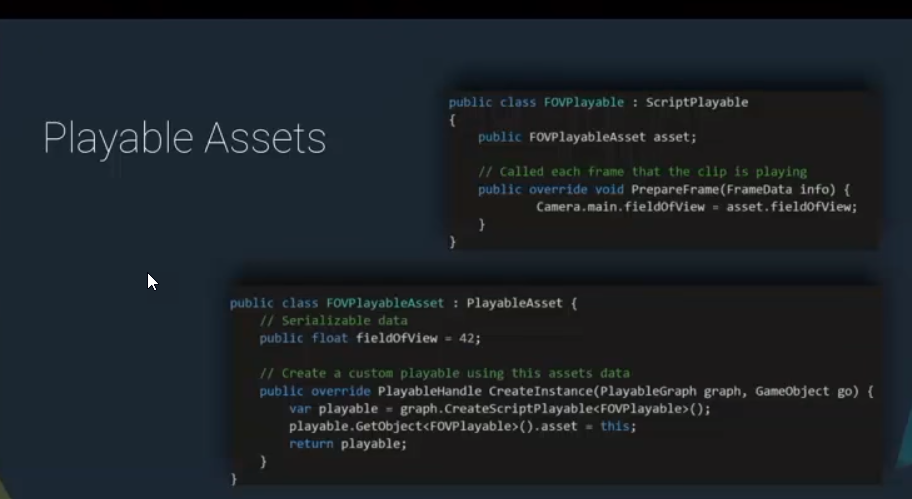 Playable Assets
public class FOVPlayable : ScriptPlayable
{
public FOVPlayableAsset asset;
// Called each frame that the clip is playing
public override void PrepareFrame(FrameData info) {
Camera.main.fieldOfView = asset.fieldOfView;
}
}
public class FOVPlayableAsset : PlayableAsset {
// Serializable data
public float fieldOfView = 42;
// Create a custom playable using this assets data
public override PlayableHandle CreateInstance(PlayableGraph graph, GameObject go) {
var playable = graph.CreateScriptPlayable<FOVPlayable>();
playable.GetObject<FOVPlayable>().asset = this;
return playable;
}
}